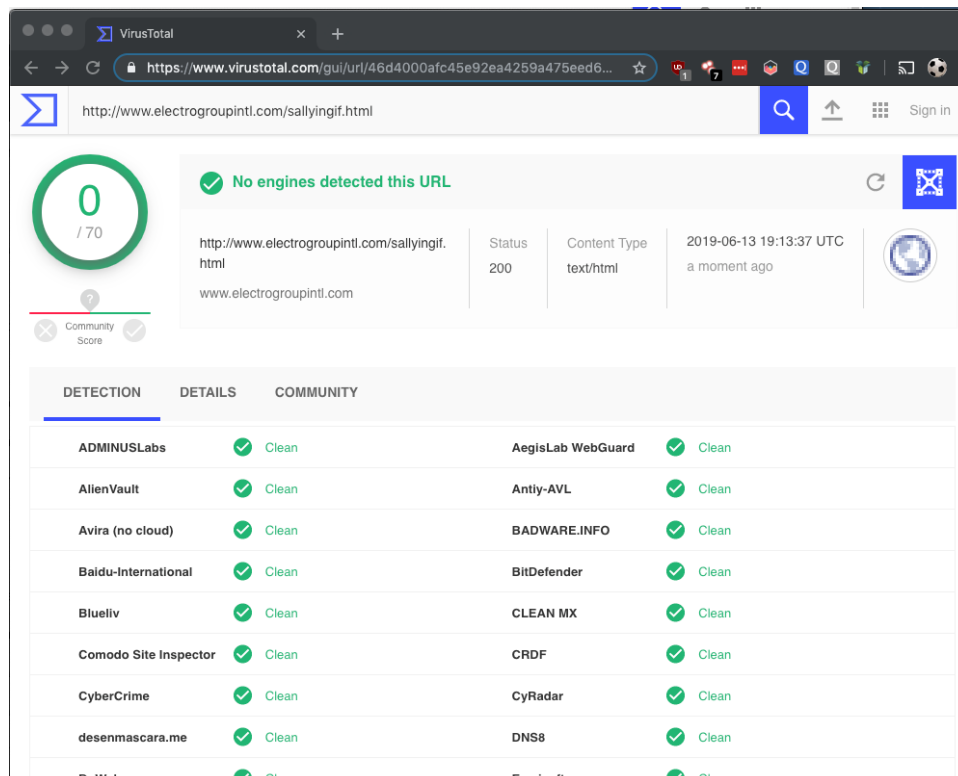 VirusTotal
https://www.virustotal.com/gui/url/46d4000afc45e92ea4259a475eed6...
1
7
http://www.electrogroupintl.com/sallyingif.html
Sign in
0
/ 70
?
Community
Score
No engines detected this URL
http://www.electrogroupintl.com/sallyingif.
html
www.electrogroupintl.com
Status
200
Content Type
text/html
2019-06-13 19:13:37 UTC
a moment ago
DETECTION DETAILS COMMUNITY
ADMINUSLabs Clean AegisLab WebGuard Clean
AlienVault Clean Antiy-AVL Clean
Avira (no cloud) Clean BADWARE.INFO Clean
Baidu-International Clean BitDefender Clean
Blueliv Clean CLEAN MX Clean
Comodo Site Inspector Clean CRDF Clean
CyberCrime Clean CyRadar Clean
desenmascara.me Clean DNS8 Clean